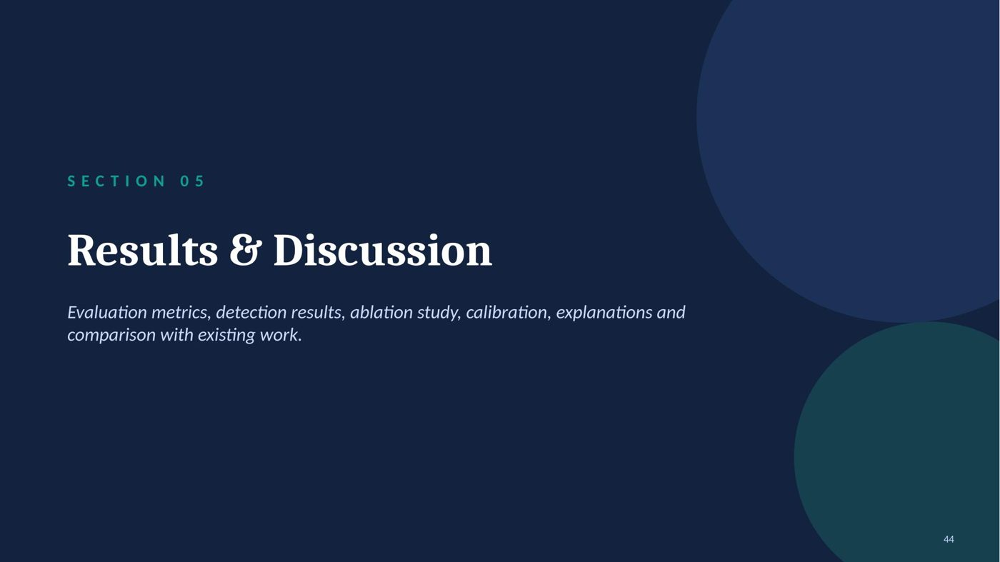 SECTION 05
Results & Discussion
Evaluation metrics, detection results, ablation study, calibration, explanations and
comparison with existing work.
44